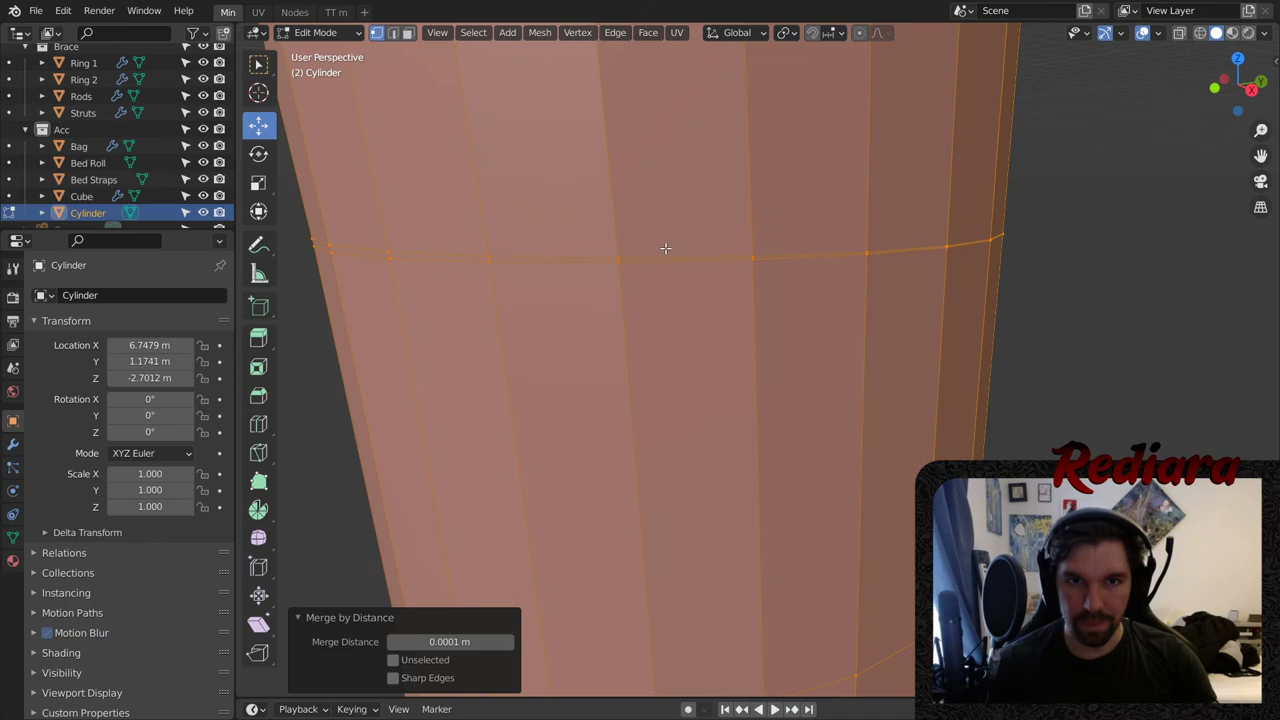 File Edit Render Window Help Min UV Nodes TT m + Scene View Layer
Edit Mode View Select Add Mesh Vertex Edge Face UV Global
Brace
Ring 1
Ring 2
Rods
Struts
Acc
Bag
Bed Roll
Bed Straps
Cube
Cylinder
User Perspective
(2) Cylinder
Z
Y
X
Cylinder
Cylinder
Transform
Location X 6.7479 m
Y 1.1741 m
Z -2.7012 m
Rotation X 0°
Y 0°
Z 0°
Mode XYZ Euler
Scale X 1.000
Y 1.000
Z 1.000
Delta Transform
Relations
Collections
Instancing
Motion Paths
Motion Blur
Shading
Visibility
Viewport Display
Custom Properties
Merge by Distance
Merge Distance 0.0001 m
Unselected
Sharp Edges
Playback Keying View Marker
Rediara